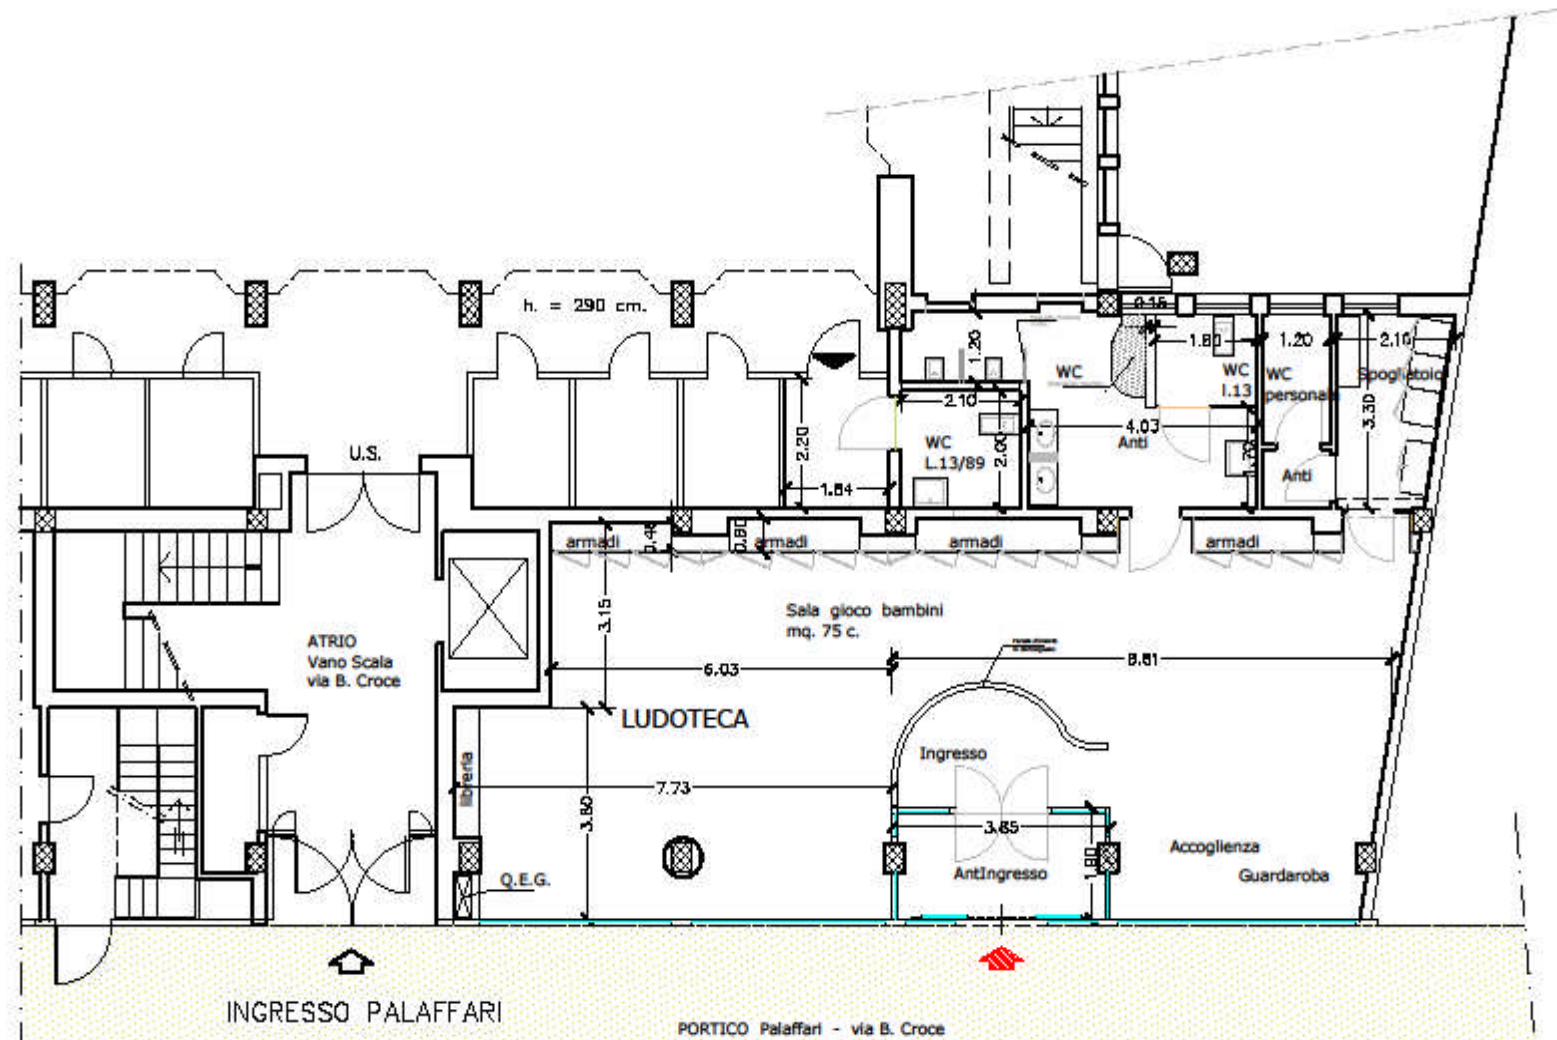 h. = 290 cm.
0.15
1.20
1.80
1.20
2.10
WC
WC
l.13
WC
personale
Spogliatoio
2.10
3.30
U.S.
2.20
WC
L.13/89
2.00
4.03
Anti
Anti
1.84
armadi
0.80
armadi
armadi
armadi
3.15
Sala gioco bambini
mq. 75 c.
ATRIO
Vano Scala
via B. Croce
6.03
8.81
LUDOTECA
Ingresso
libreria
7.73
3.80
3.85
1.80
Accoglienza
AntIngresso
Guardaroba
Q.E.G.
INGRESSO PALAFFARI
PORTICO Palaffari - via B. Croce